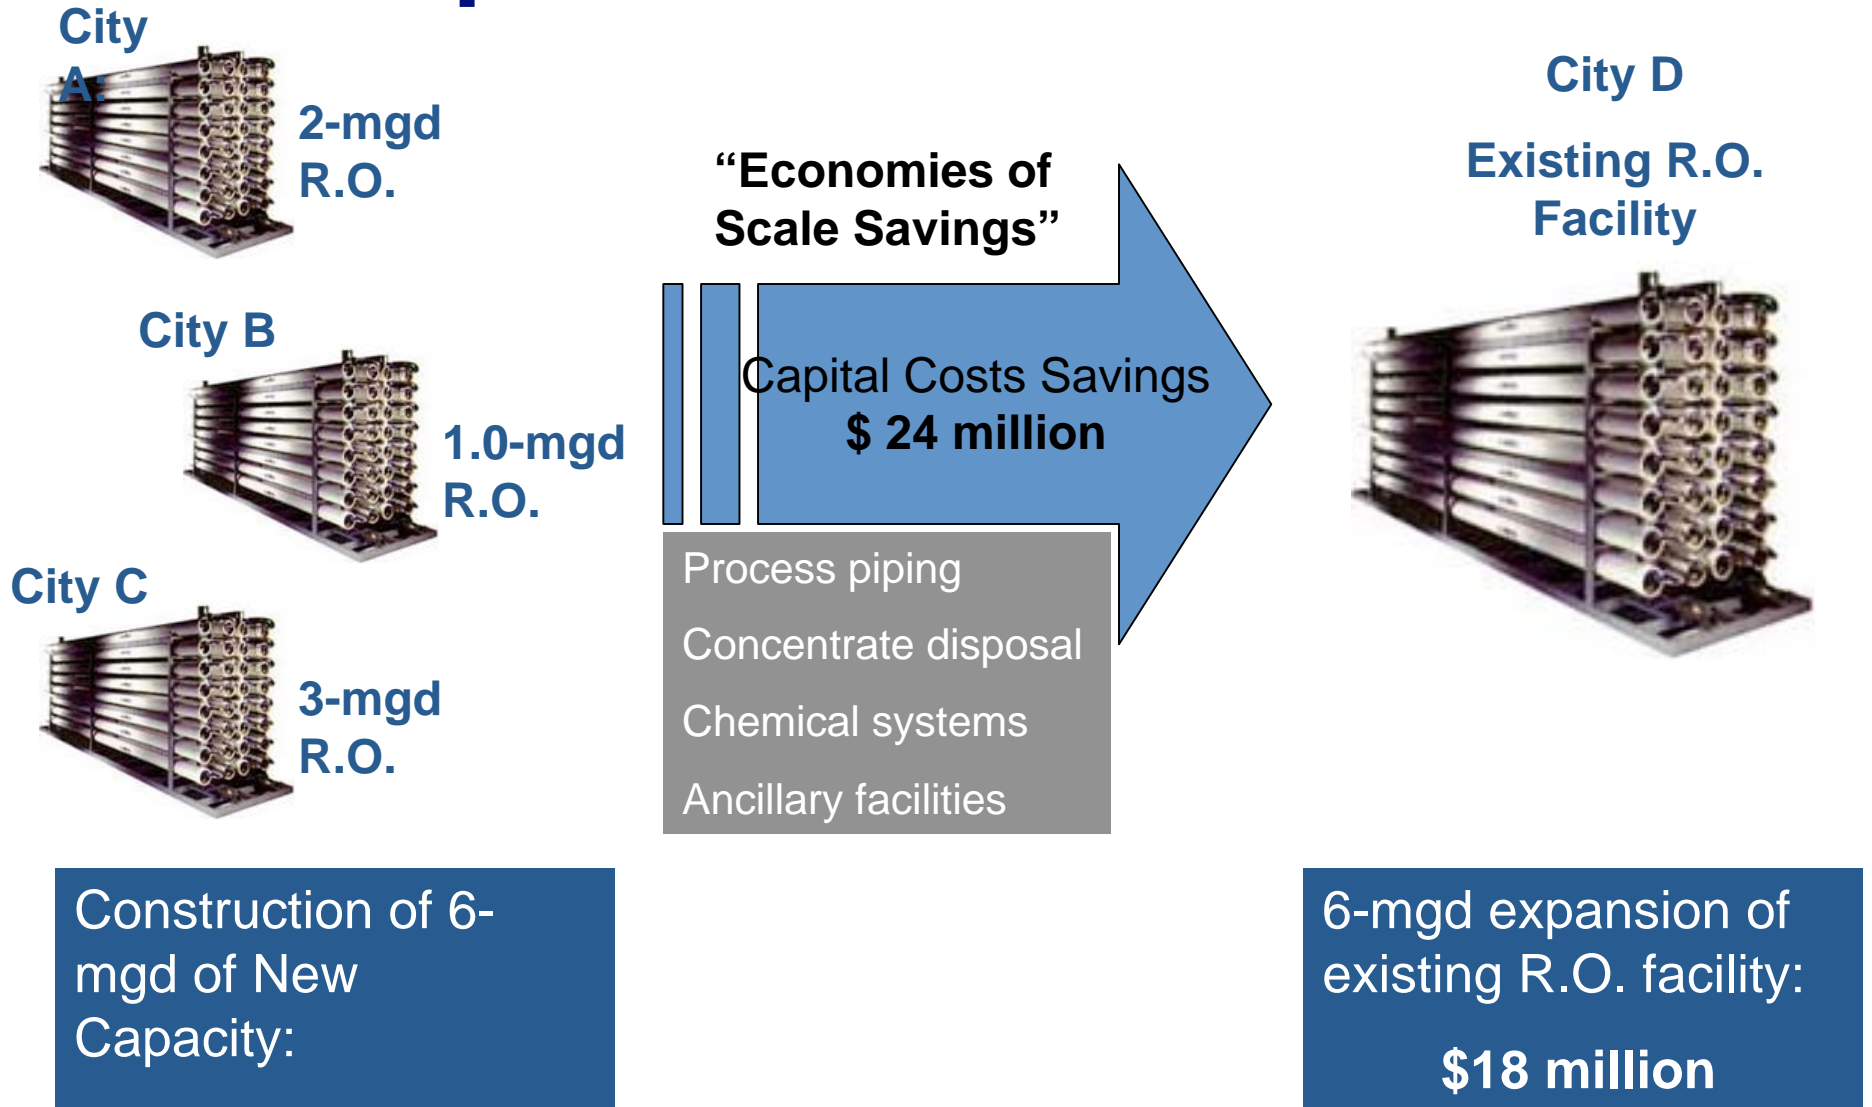 City
A:
2-mgd
R.O.
City B
1.0-mgd
R.O.
City C
3-mgd
R.O.
“Economies of
Scale Savings”
Capital Costs Savings
$ 24 million
Process piping
Concentrate disposal
Chemical systems
Ancillary facilities
City D
Existing R.O.
Facility
Construction of 6-
mgd of New
Capacity:
6-mgd expansion of
existing R.O. facility:
$18 million